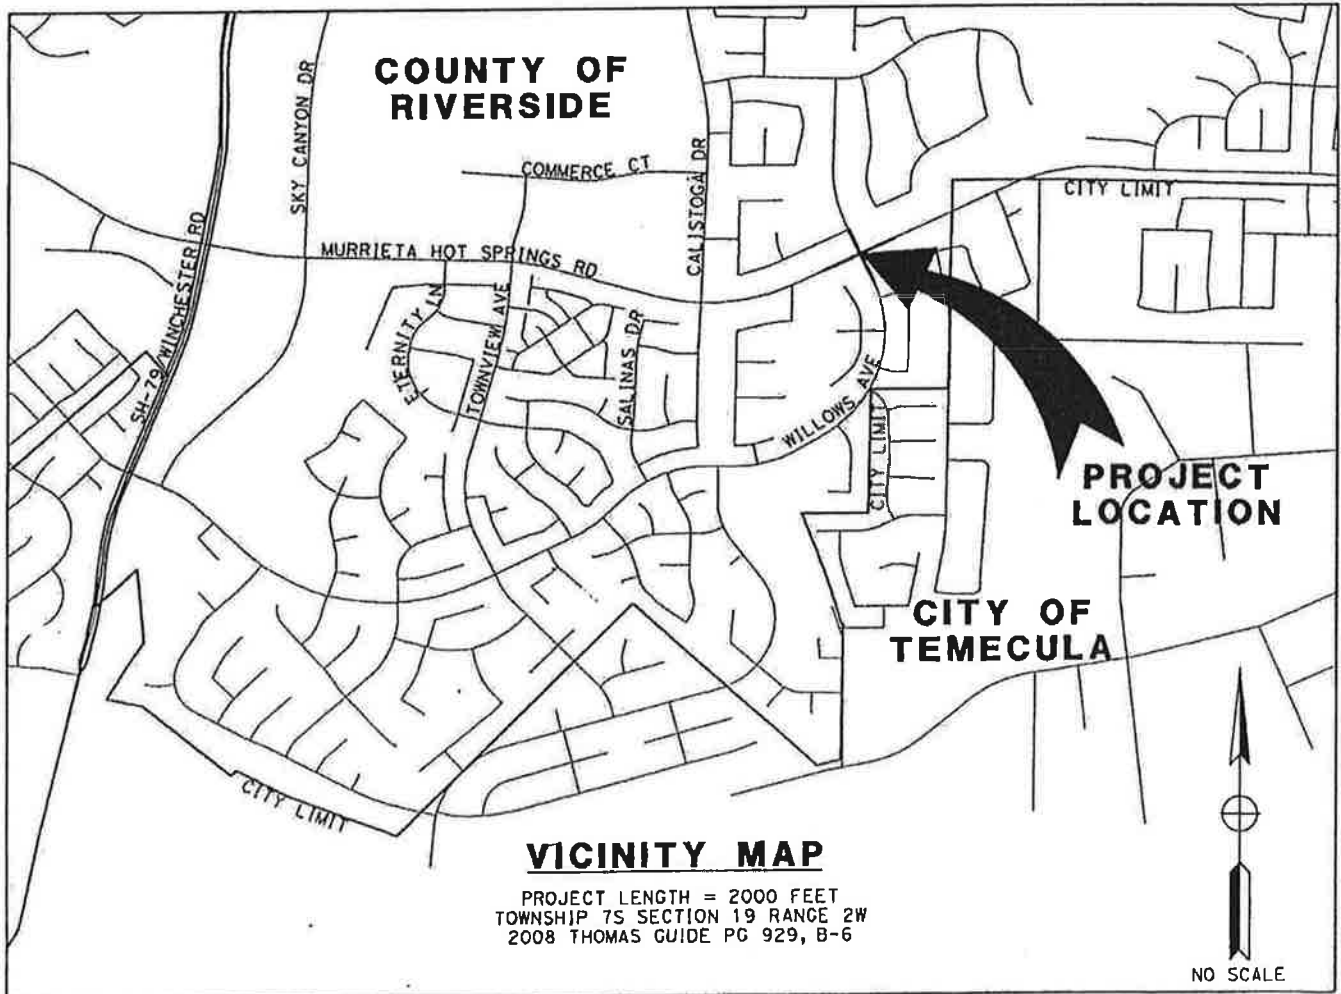 COUNTY OF
RIVERSIDE
SKY CANYON DR
COMMERCE CT
CALISTOGA DR
CITY LIMIT
SH-79/WINCHESTER RD
MURRIETA HOT SPRINGS RD
ETERNITY LN
TOWNVIEW AVE
SALINAS DR
WILLOWS AVE
CITY LIMIT
PROJECT
LOCATION
CITY OF
TEMECULA
CITY LIMIT
VICINITY MAP
PROJECT LENGTH = 2000 FEET
TOWNSHIP 7S SECTION 19 RANGE 2W
2008 THOMAS GUIDE PG 929, B-6
NO SCALE